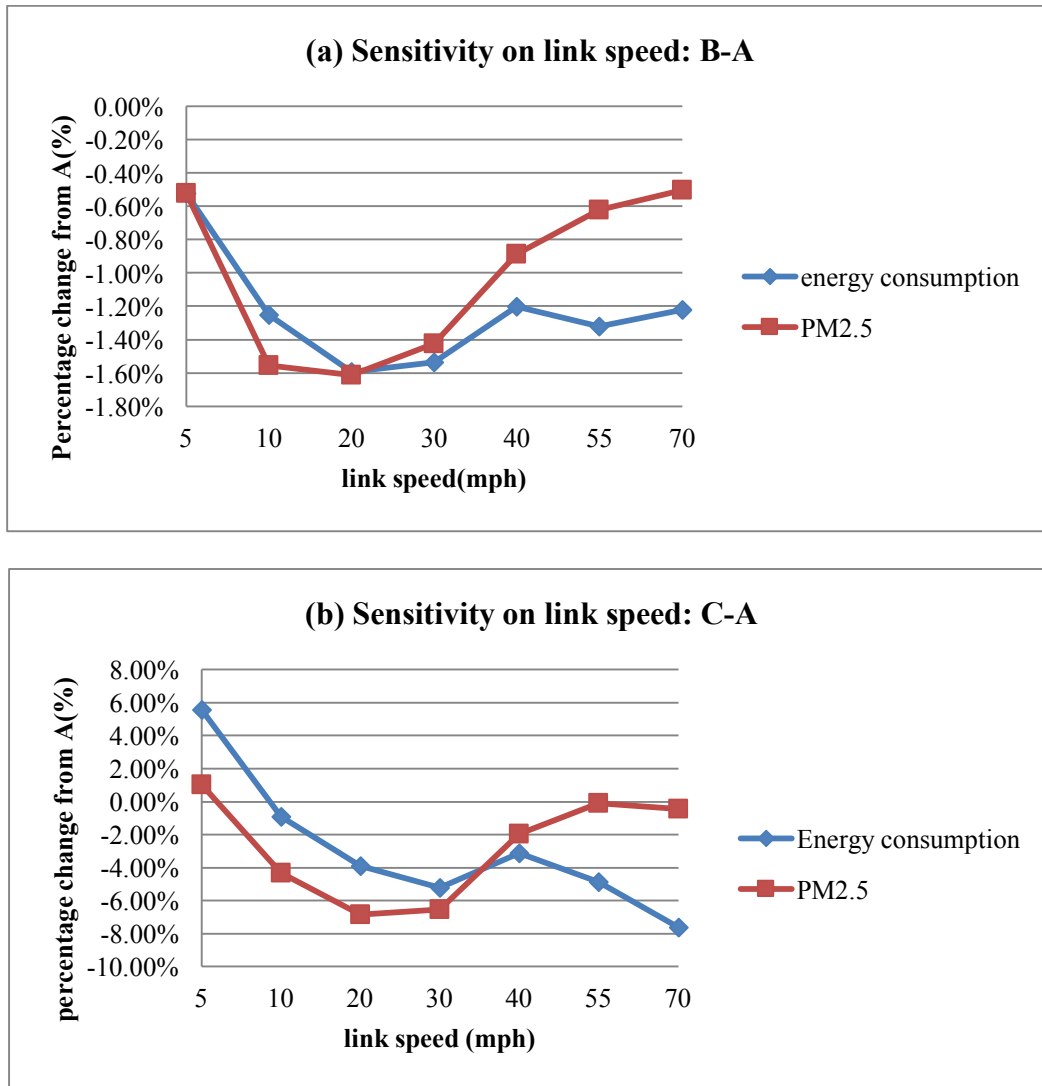 (a) Sensitivity on link speed: B-A
Percentage change from A(%)
0.00%
-0.20%
-0.40%
-0.60%
-0.80%
-1.00%
-1.20%
-1.40%
-1.60%
-1.80%
5 10 20 30 40 55 70
link speed(mph)
energy consumption
PM2.5
(b) Sensitivity on link speed: C-A
percentage change from A(%)
8.00%
6.00%
4.00%
2.00%
0.00%
-2.00%
-4.00%
-6.00%
-8.00%
-10.00%
5 10 20 30 40 55 70
link speed (mph)
Energy consumption
PM2.5